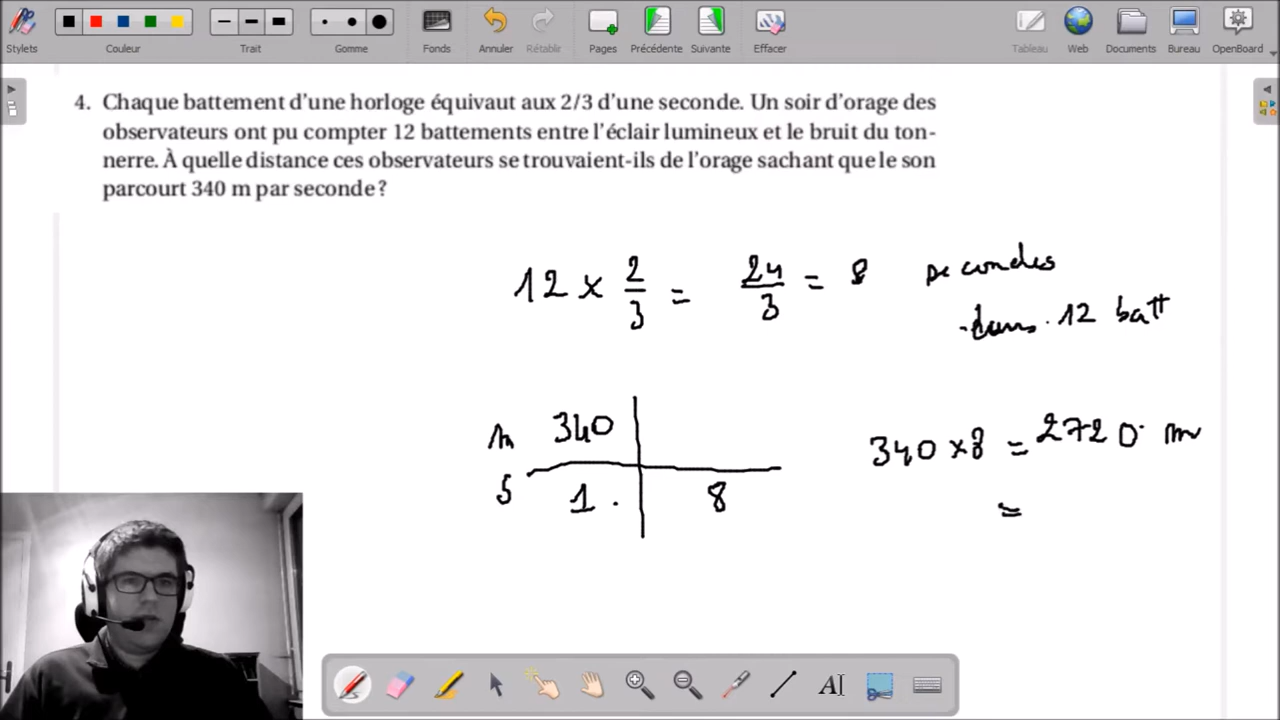 Stylets
Couleur
Trait
Gomme
Fonds
Annuler
Rétablir
Pages
Précédente
Suivante
Effacer
Tableau
Web
Documents
Bureau
OpenBoard
4. Chaque battement d'une horloge équivaut aux 2/3 d'une seconde. Un soir d'orage des
observateurs ont pu compter 12 battements entre l'éclair lumineux et le bruit du ton-
nerre. À quelle distance ces observateurs se trouvaient-ils de l'orage sachant que le son
parcourt 340 m par seconde ?
12 × 2/3 = 24/3 = 8 secondes
dans 12 batt
m 340
s 1 8
340 × 8 = 2720 m
=
AI